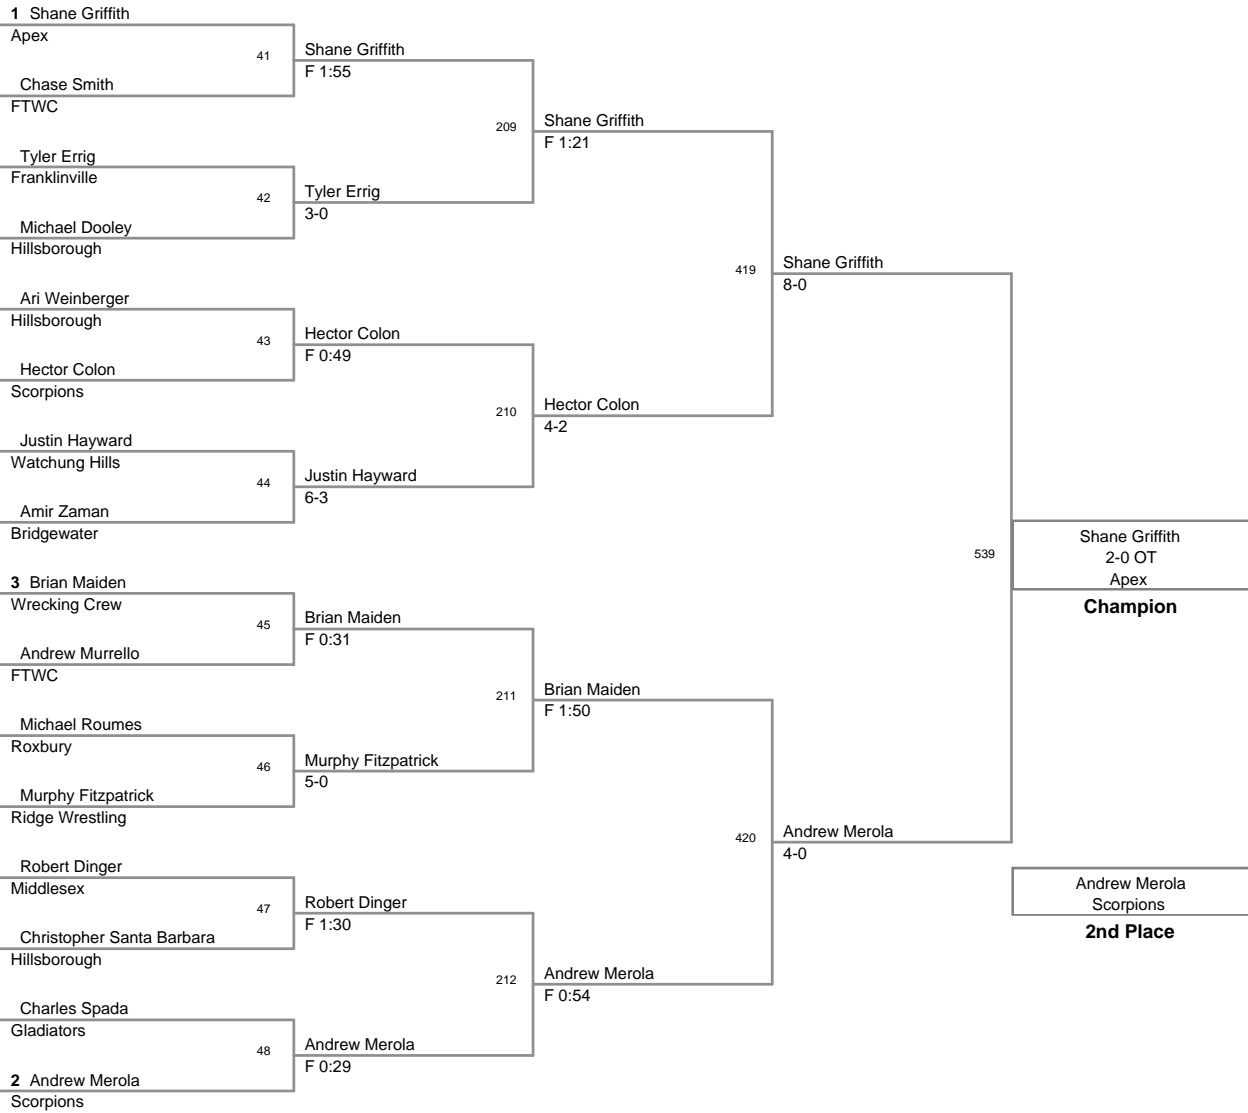 1 Shane Griffith
Apex
41
Chase Smith
FTWC
Tyler Errig
Franklinville
42
Michael Dooley
Hillsborough
Ari Weinberger
Hillsborough
43
Hector Colon
Scorpions
Justin Hayward
Watchung Hills
44
Amir Zaman
Bridgewater
3 Brian Maiden
Wrecking Crew
45
Andrew Murrello
FTWC
Michael Roumes
Roxbury
46
Murphy Fitzpatrick
Ridge Wrestling
Robert Dinger
Middlesex
47
Christopher Santa Barbara
Hillsborough
Charles Spada
Gladiators
48
2 Andrew Merola
Scorpions
Shane Griffith
F 1:55
209
Tyler Errig
3-0
Hector Colon
F 0:49
210
Justin Hayward
6-3
Brian Maiden
F 0:31
211
Murphy Fitzpatrick
5-0
Robert Dinger
F 1:30
212
Andrew Merola
F 0:29
Shane Griffith
F 1:21
419
Hector Colon
4-2
Brian Maiden
F 1:50
420
Andrew Merola
F 0:54
Shane Griffith
8-0
539
Andrew Merola
4-0
Shane Griffith
2-0 OT
Apex
Champion
Andrew Merola
Scorpions
2nd Place